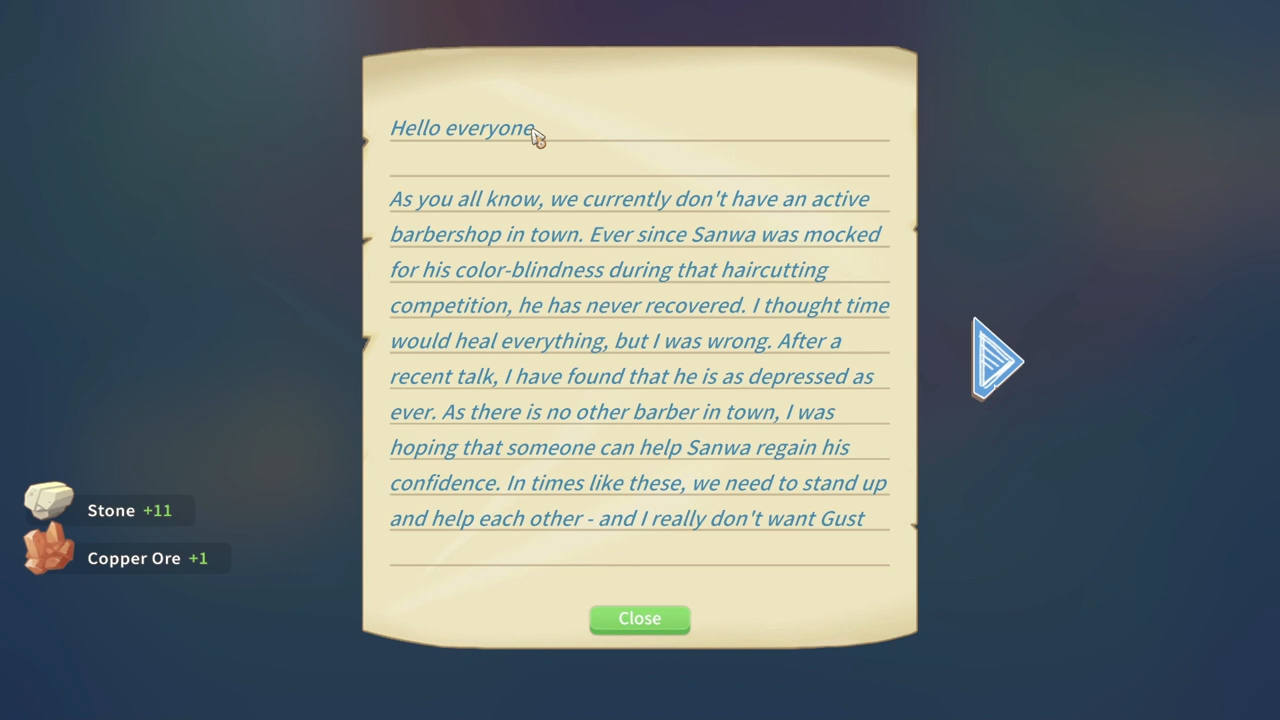 Hello everyone
As you all know, we currently don't have an active
barbershop in town. Ever since Sanwa was mocked
for his color-blindness during that haircutting
competition, he has never recovered. I thought time
would heal everything, but I was wrong. After a
recent talk, I have found that he is as depressed as
ever. As there is no other barber in town, I was
hoping that someone can help Sanwa regain his
confidence. In times like these, we need to stand up
and help each other - and I really don't want Gust
Stone +11
Copper Ore +1
Close